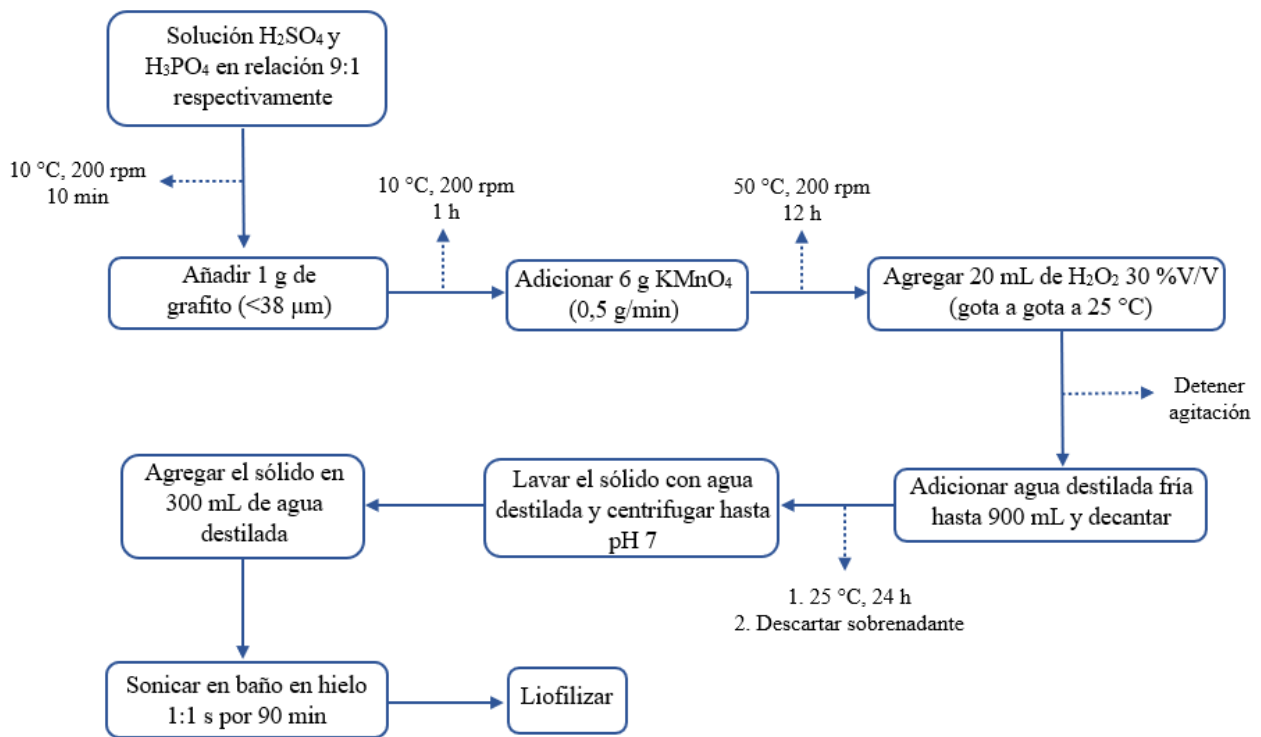 Solución H₂SO₄ y
H₃PO₄ en relación 9:1
respectivamente
10 °C, 200 rpm
10 min
Añadir 1 g de
grafito (<38 µm)
10 °C, 200 rpm
1 h
Adicionar 6 g KMnO₄
(0,5 g/min)
50 °C, 200 rpm
12 h
Agregar 20 mL de H₂O₂ 30 %V/V
(gota a gota a 25 °C)
Detener
agitación
Adicionar agua destilada fría
hasta 900 mL y decantar
1. 25 °C, 24 h
2. Descartar sobrenadante
Lavar el sólido con agua
destilada y centrifugar hasta
pH 7
Agregar el sólido en
300 mL de agua
destilada
Sonicar en baño en hielo
1:1 s por 90 min
Liofilizar